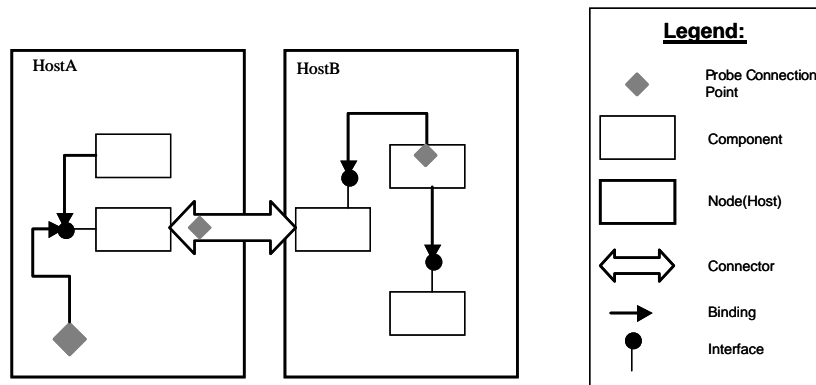 HostA
HostB
Legend:
Probe Connection
Point
Component
Node(Host)
Connector
Binding
Interface